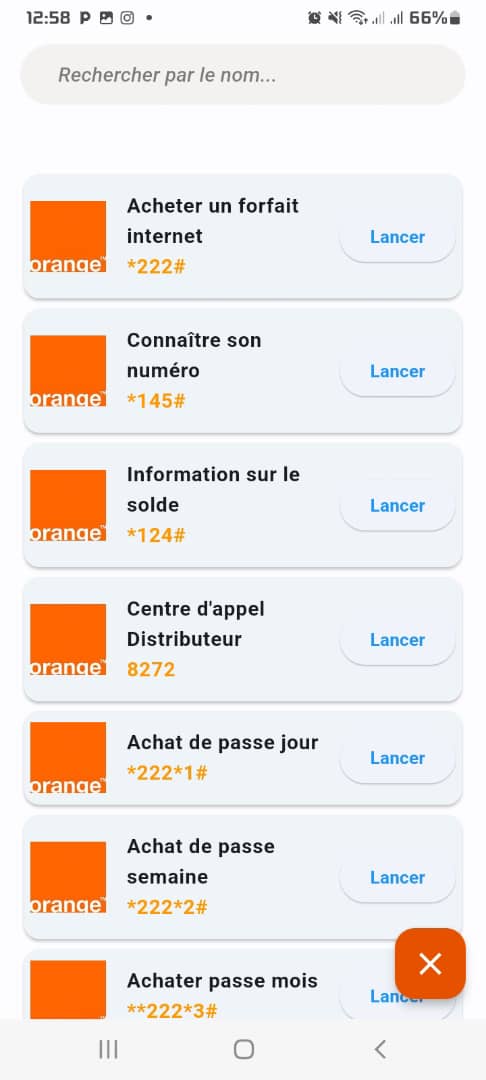 12:58 P 66%
Rechercher par le nom...
Acheter un forfait
internet
*222#
orange™
Lancer
Connaître son
numéro
*145#
orange™
Lancer
Information sur le
solde
*124#
orange™
Lancer
Centre d'appel
Distributeur
8272
orange™
Lancer
Achat de passe jour
*222*1#
orange™
Lancer
Achat de passe
semaine
*222*2#
orange™
Lancer
Achater passe mois
**222*3#
Lancer